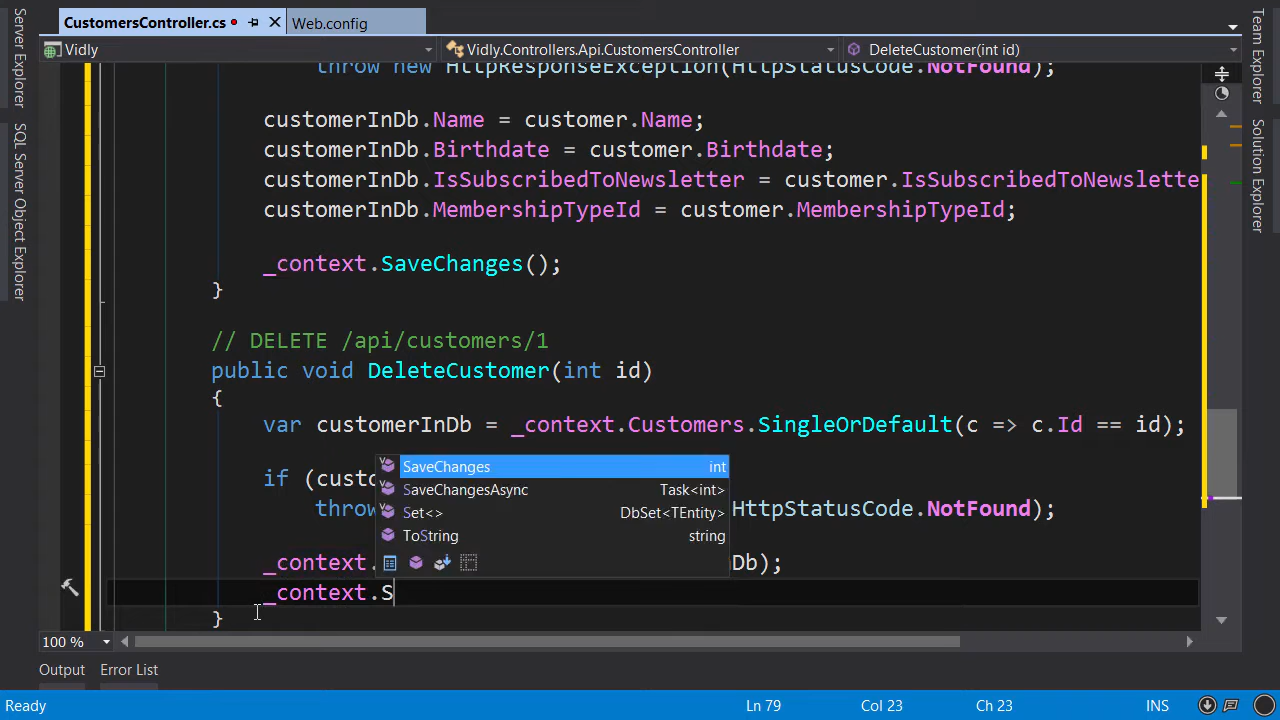 CustomersController.cs
Web.config
Vidly
Vidly.Controllers.Api.CustomersController
DeleteCustomer(int id)
throw new HttpResponseException(HttpStatusCode.NotFound);
customerInDb.Name = customer.Name;
customerInDb.Birthdate = customer.Birthdate;
customerInDb.IsSubscribedToNewsletter = customer.IsSubscribedToNewslette
customerInDb.MembershipTypeId = customer.MembershipTypeId;
_context.SaveChanges();
}
// DELETE /api/customers/1
public void DeleteCustomer(int id)
{
var customerInDb = _context.Customers.SingleOrDefault(c => c.Id == id);
if (custo
throw HttpStatusCode.NotFound);
_context. Db);
_context.S
}
SaveChanges int
SaveChangesAsync Task<int>
Set<> DbSet<TEntity>
ToString string
100 %
Output
Error List
Ready
Ln 79
Col 23
Ch 23
INS
Server Explorer
SQL Server Object Explorer
Team Explorer
Solution Explorer